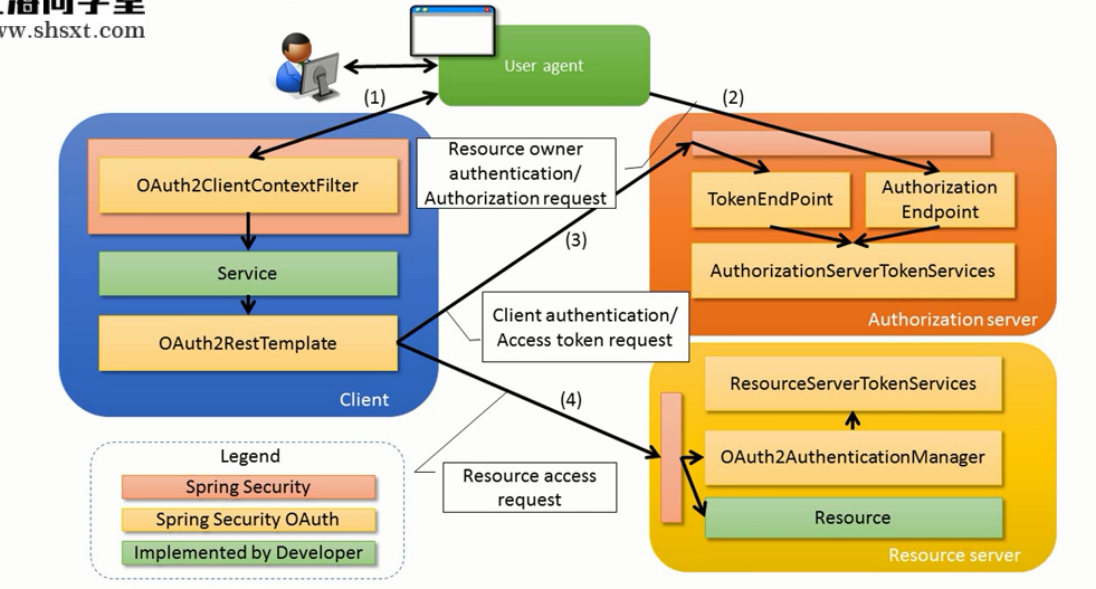 www.shsxt.com
User agent
(1)
(2)
OAuth2ClientContextFilter
Resource owner
authentication/
Authorization request
TokenEndPoint
Authorization
Endpoint
(3)
Service
AuthorizationServerTokenServices
Client authentication/
Access token request
Authorization server
OAuth2RestTemplate
Client
(4)
ResourceServerTokenServices
OAuth2AuthenticationManager
Resource access
request
Resource
Resource server
Legend
Spring Security
Spring Security OAuth
Implemented by Developer